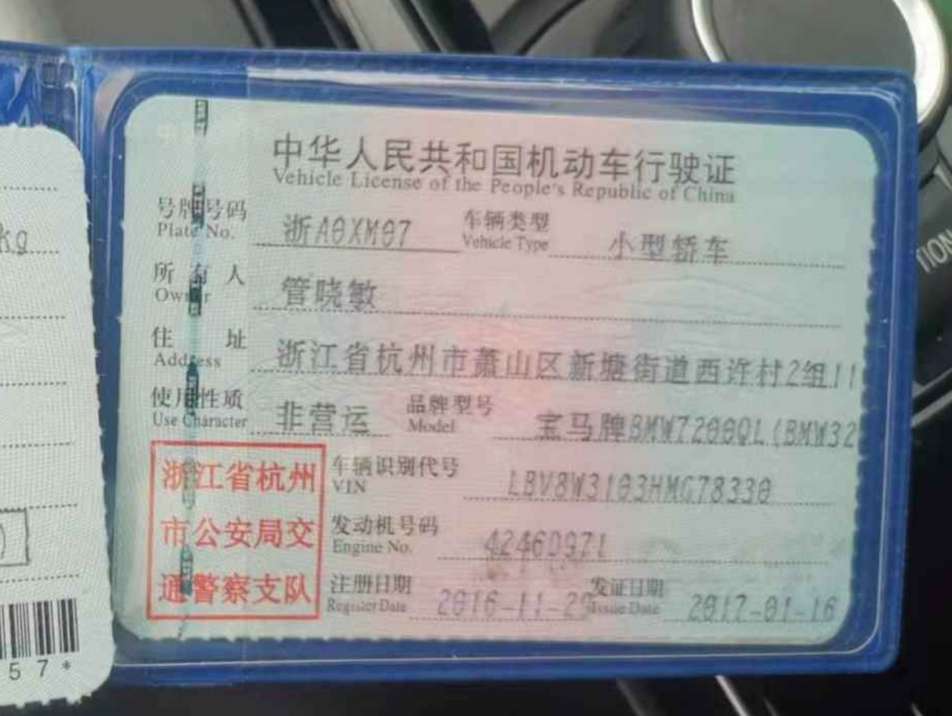 中华人民共和国机动车行驶证
Vehicle License of the People's Republic of China
号牌号码 浙A0XM07 车辆类型 小型轿车
Plate No. Vehicle Type
所有人 管晓敏
Owner
住址 浙江省杭州市萧山区新塘街道西许村2组11
Address
使用性质 非营运 品牌型号 宝马牌BMW7200QL(BMW32
Use Character Model
浙江省杭州 车辆识别代号 LBV8W3103HMG78330
VIN
市公安局交 发动机号码 4246D971
Engine No.
通警察支队 注册日期 2016-11-29 发证日期 2017-01-16
Register Date Issue Date
kg
57*
TION